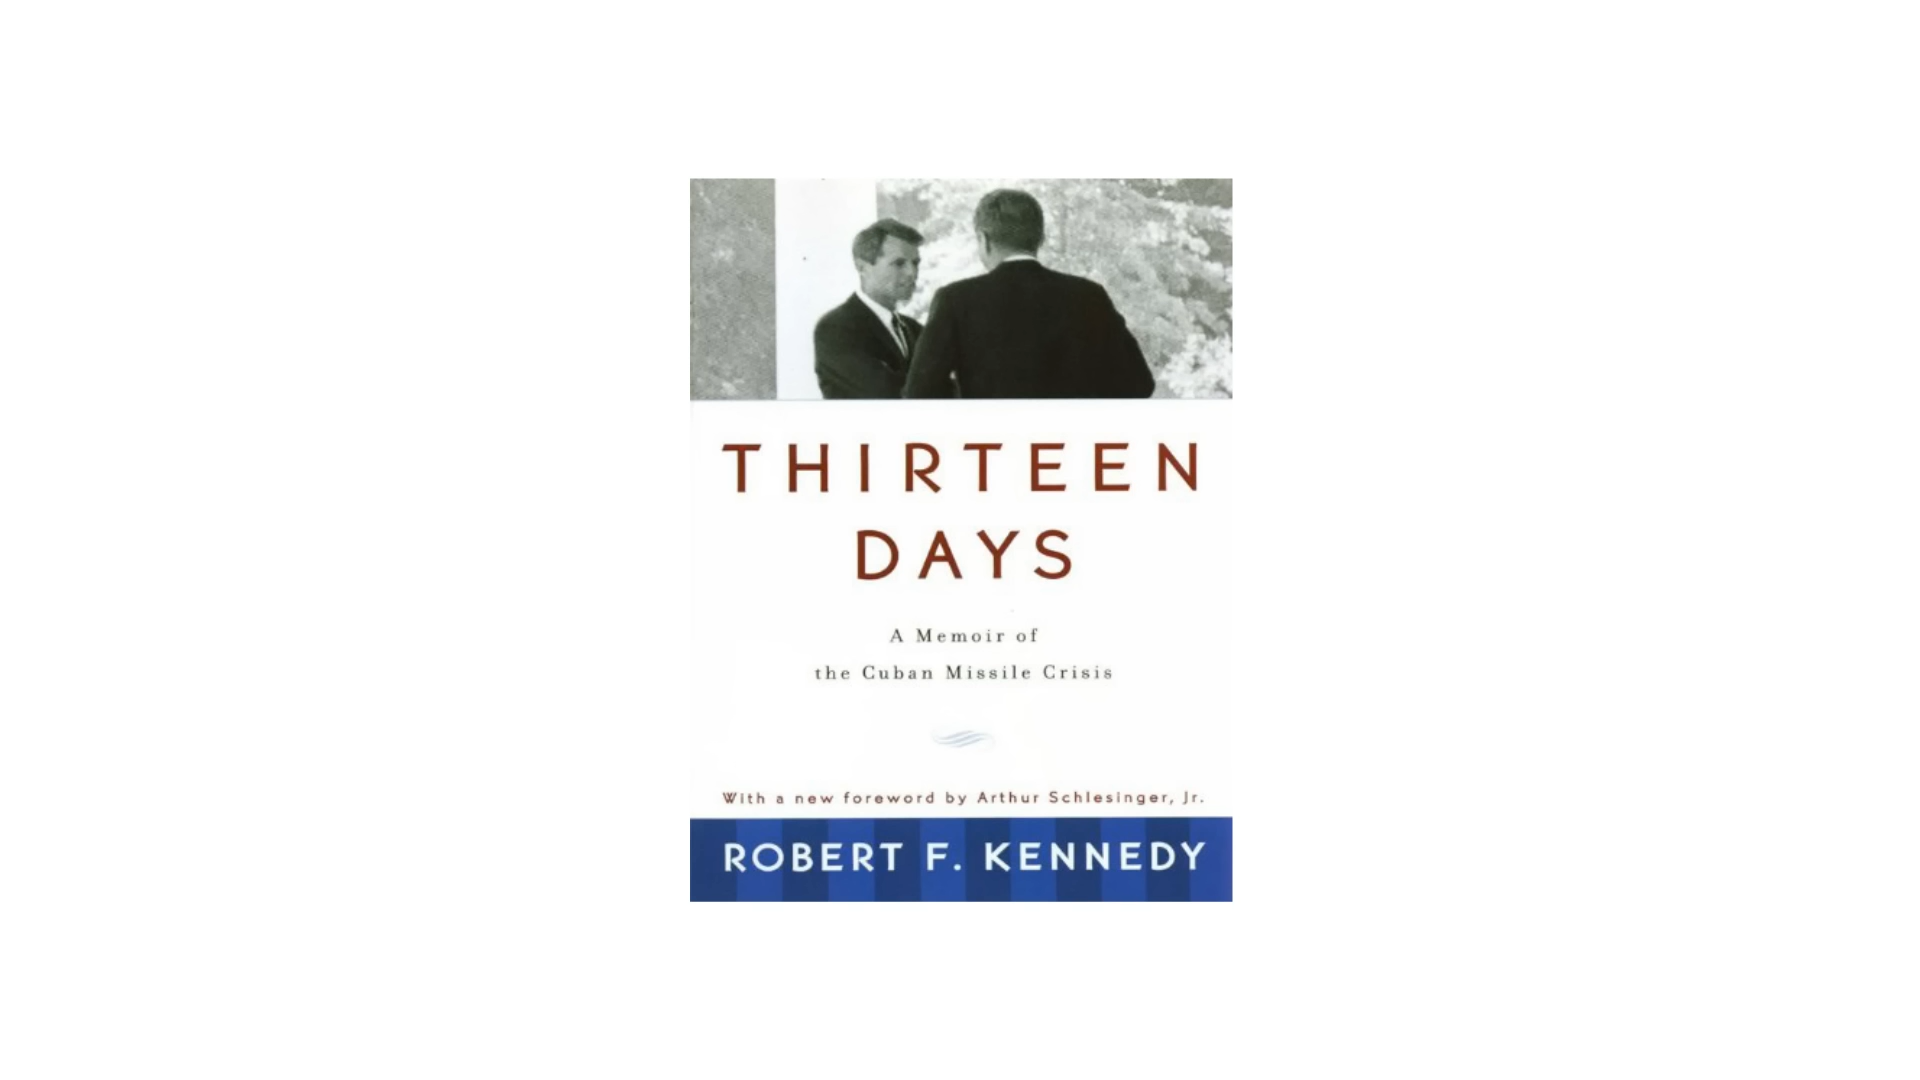 THIRTEEN
DAYS
A Memoir of
the Cuban Missile Crisis
With a new foreword by Arthur Schlesinger, Jr.
ROBERT F. KENNEDY